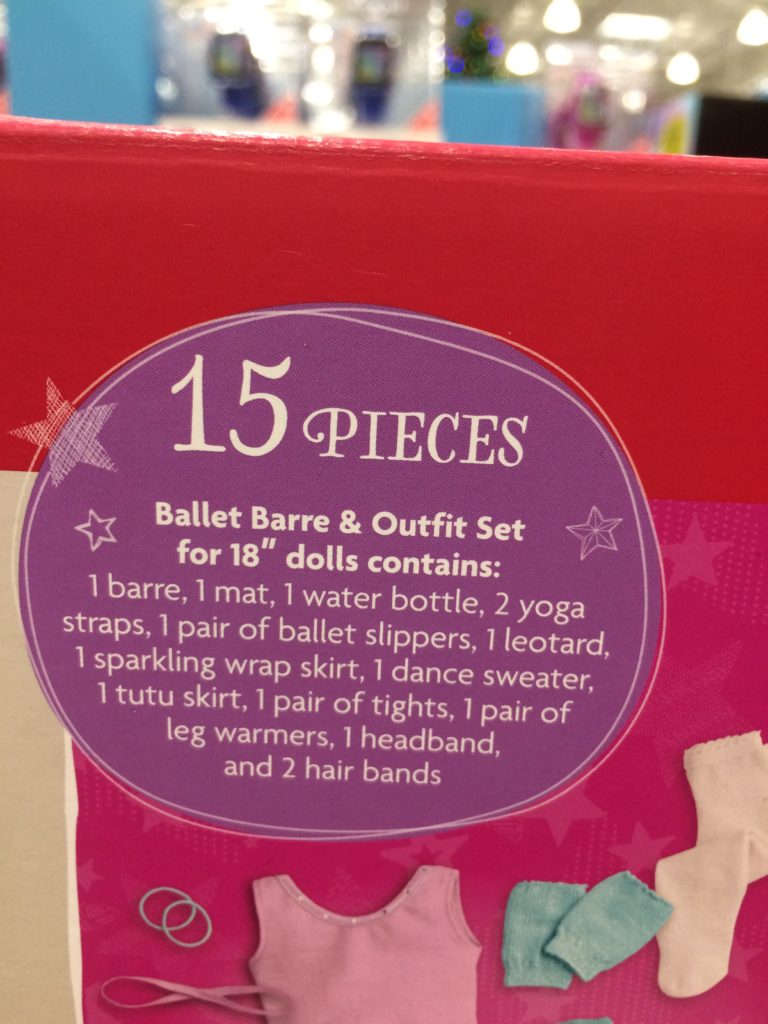 15 PIECES
Ballet Barre & Outfit Set
for 18" dolls contains:
1 barre, 1 mat, 1 water bottle, 2 yoga
straps, 1 pair of ballet slippers, 1 leotard,
1 sparkling wrap skirt, 1 dance sweater,
1 tutu skirt, 1 pair of tights, 1 pair of
leg warmers, 1 headband,
and 2 hair bands